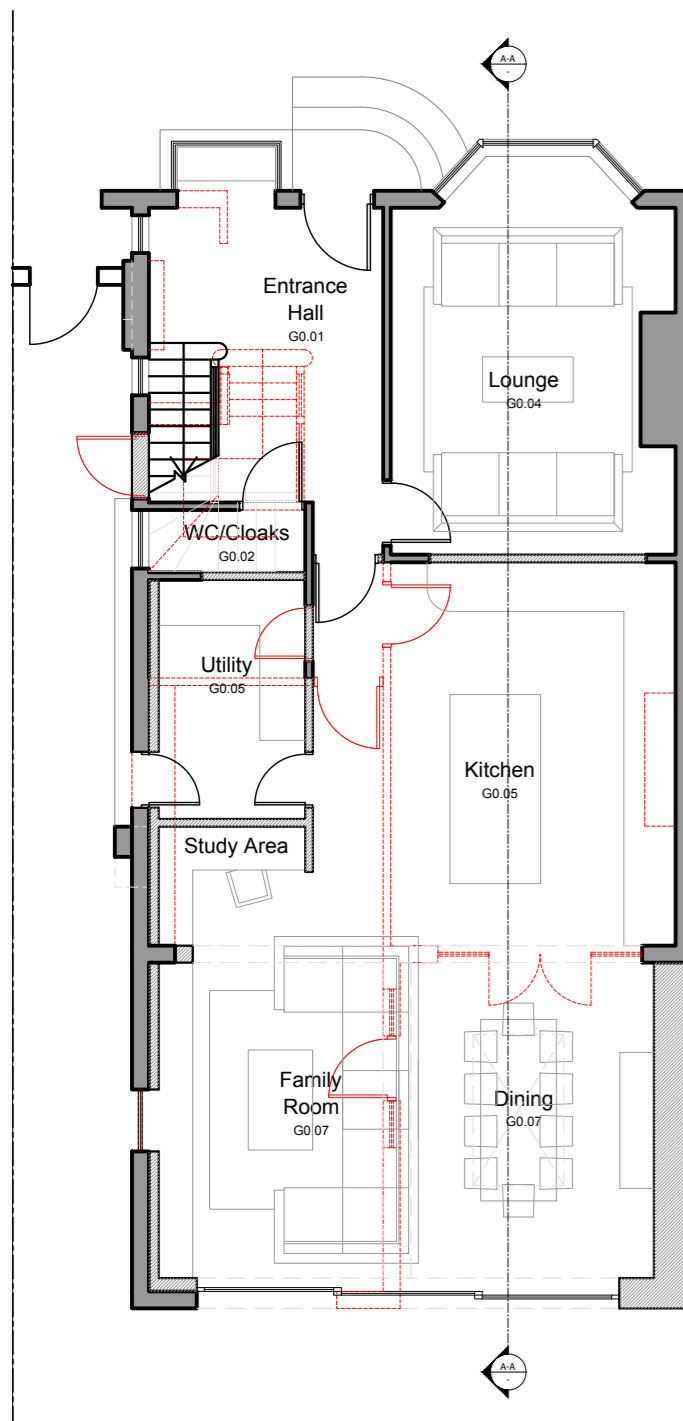 A-A
-
Entrance
Hall
G0.01
Lounge
G0.04
WC/Cloaks
G0.02
Utility
G0.05
Kitchen
G0.05
Study Area
Family
Room
G0.07
Dining
G0.07
A-A
-